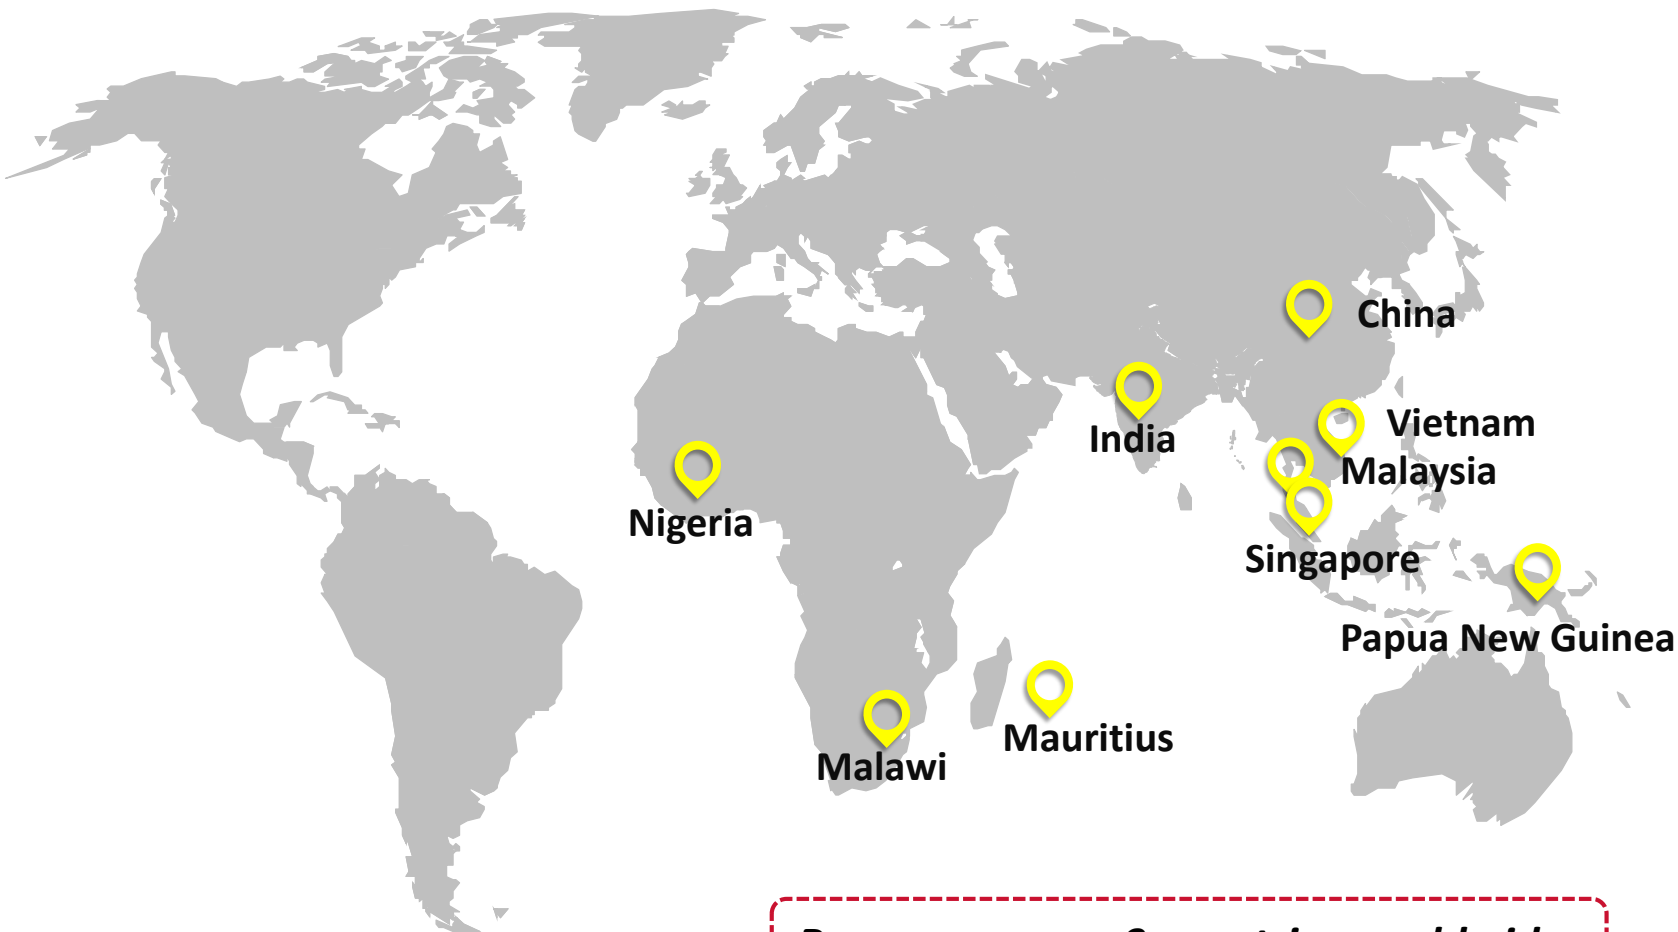 China
Vietnam
India
Malaysia
Nigeria
Singapore
Papua New Guinea
Mauritius
Malawi